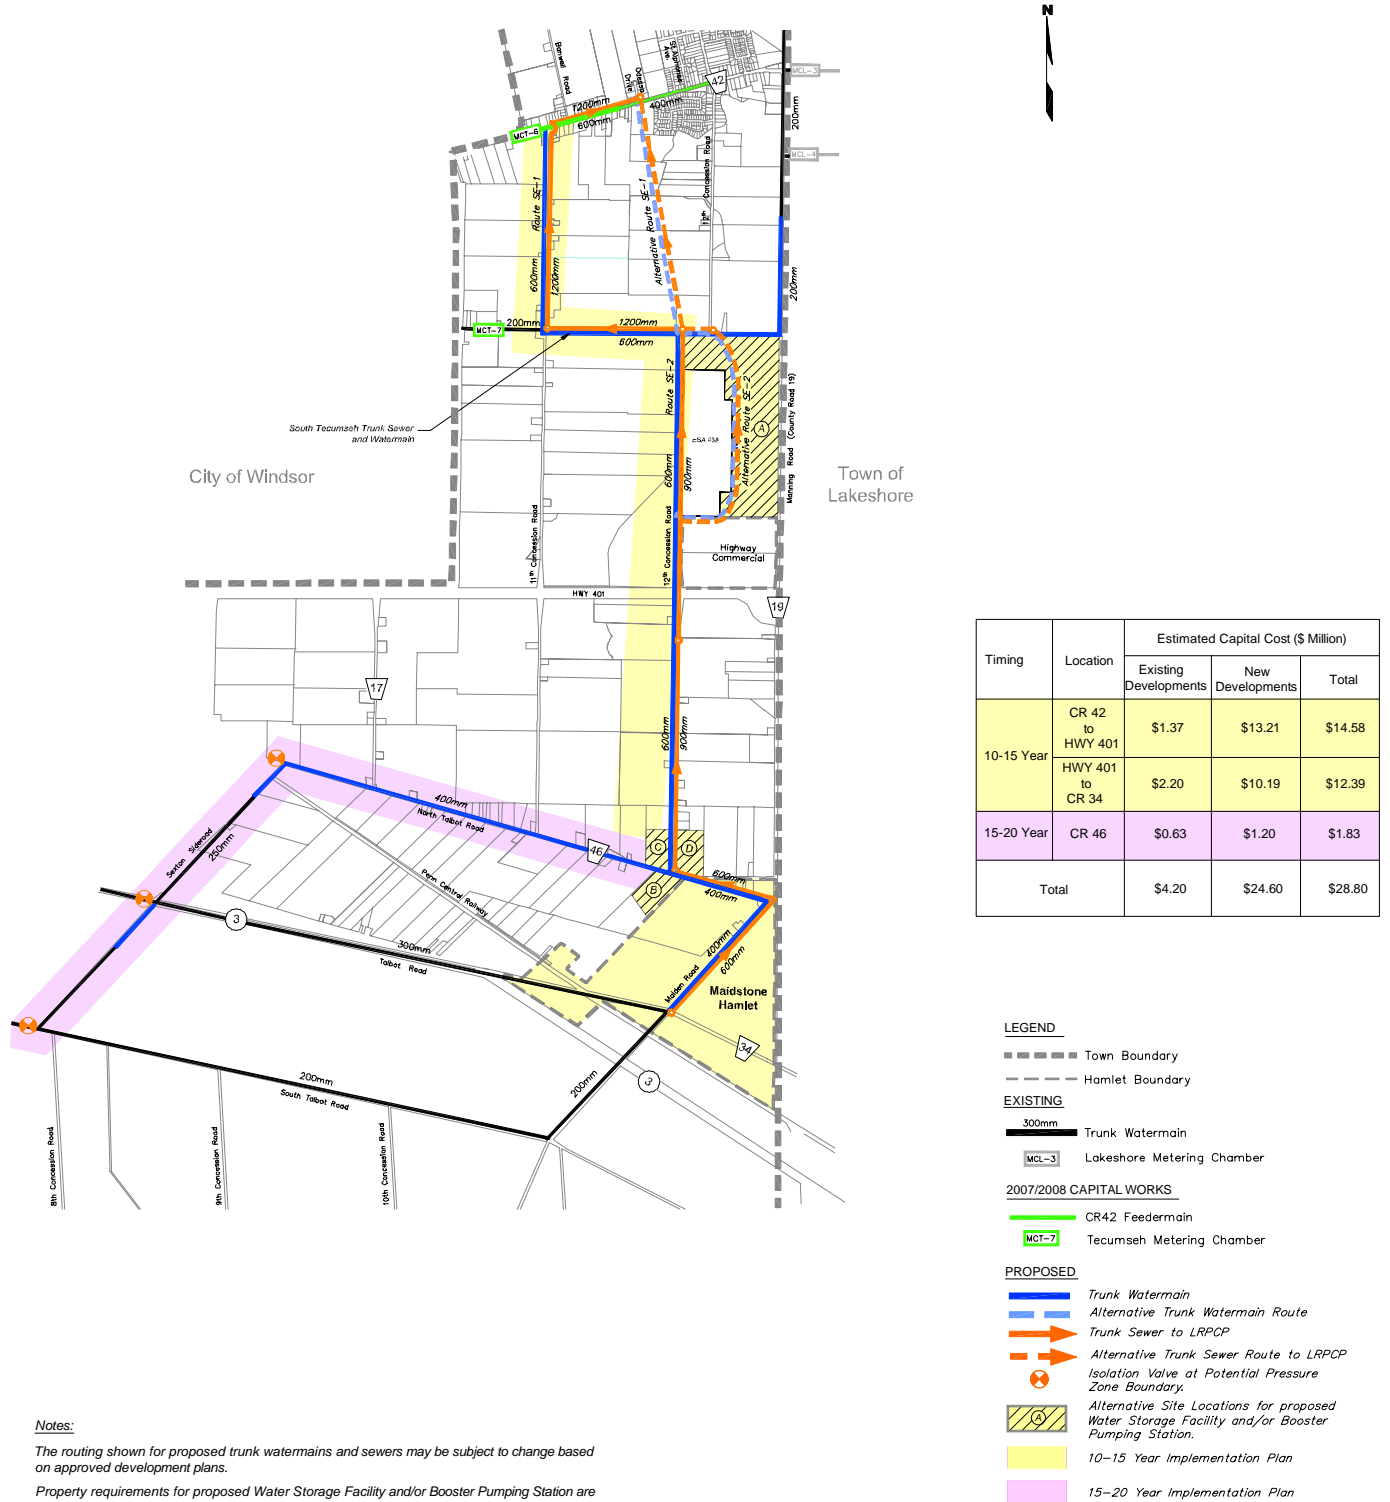 N
Banwell Road
Odessa
Drive
St. Alphonse
Ave.
42
MCL-3
1200mm
400mm
600mm
200mm
MCT-6
MCL-4
12th Concession Road
Route SE-1
Alternative Route SE-1
600mm
1200mm
200mm
MCT-7
200mm
1200mm
600mm
Route SE-2
Alternative Route SE-2
Manning Road (County Road 19)
South Tecumseh Trunk Sewer
and Watermain
ESA #38
A
City of Windsor
Town of
Lakeshore
600mm
900mm
11th Concession Road
12th Concession Road
Highway
Commercial
HWY 401
19
17
600mm
900mm
400mm
North Talbot Road
46
C
D
B
Sexton Sideroad
250mm
Penn Central Railway
600mm
400mm
3
300mm
Talbot Road
400mm
600mm
Malden Road
Maidstone
Hamlet
34
3
200mm
200mm
South Talbot Road
8th Concession Road
9th Concession Road
10th Concession Road
Timing
Location
Estimated Capital Cost ($ Million)
Existing
Developments
New
Developments
Total
10-15 Year
CR 42
to
HWY 401
$1.37
$13.21
$14.58
HWY 401
to
CR 34
$2.20
$10.19
$12.39
15-20 Year
CR 46
$0.63
$1.20
$1.83
Total
$4.20
$24.60
$28.80
LEGEND
Town Boundary
Hamlet Boundary
EXISTING
300mm
Trunk Watermain
MCL-3
Lakeshore Metering Chamber
2007/2008 CAPITAL WORKS
CR42 Feedermain
MCT-7
Tecumseh Metering Chamber
PROPOSED
Trunk Watermain
Alternative Trunk Watermain Route
Trunk Sewer to LRPCP
Alternative Trunk Sewer Route to LRPCP
Isolation Valve at Potential Pressure
Zone Boundary.
A
Alternative Site Locations for proposed
Water Storage Facility and/or Booster
Pumping Station.
10-15 Year Implementation Plan
15-20 Year Implementation Plan
Notes:
The routing shown for proposed trunk watermains and sewers may be subject to change based
on approved development plans.
Property requirements for proposed Water Storage Facility and/or Booster Pumping Station are